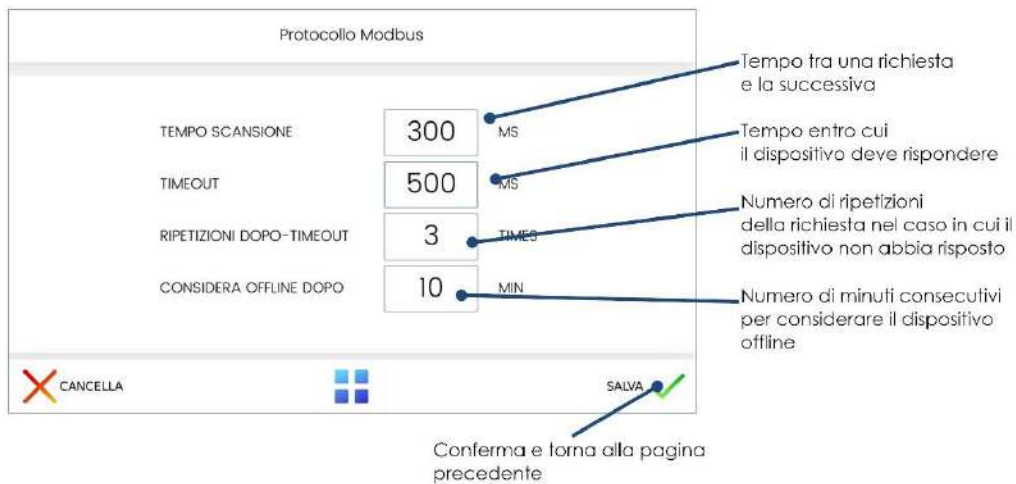 Protocollo Modbus
TEMPO SCANSIONE 300 MS
TIMEOUT 500 MS
RIPETIZIONI DOPO-TIMEOUT 3 TIMES
CONSIDERA OFFLINE DOPO 10 MIN
CANCELLA
SALVA
Tempo tra una richiesta
e la successiva
Tempo entro cui
il dispositivo deve rispondere
Numero di ripetizioni
della richiesta nel caso in cui il
dispositivo non abbia risposto
Numero di minuti consecutivi
per considerare il dispositivo
offline
Conferma e torna alla pagina
precedente